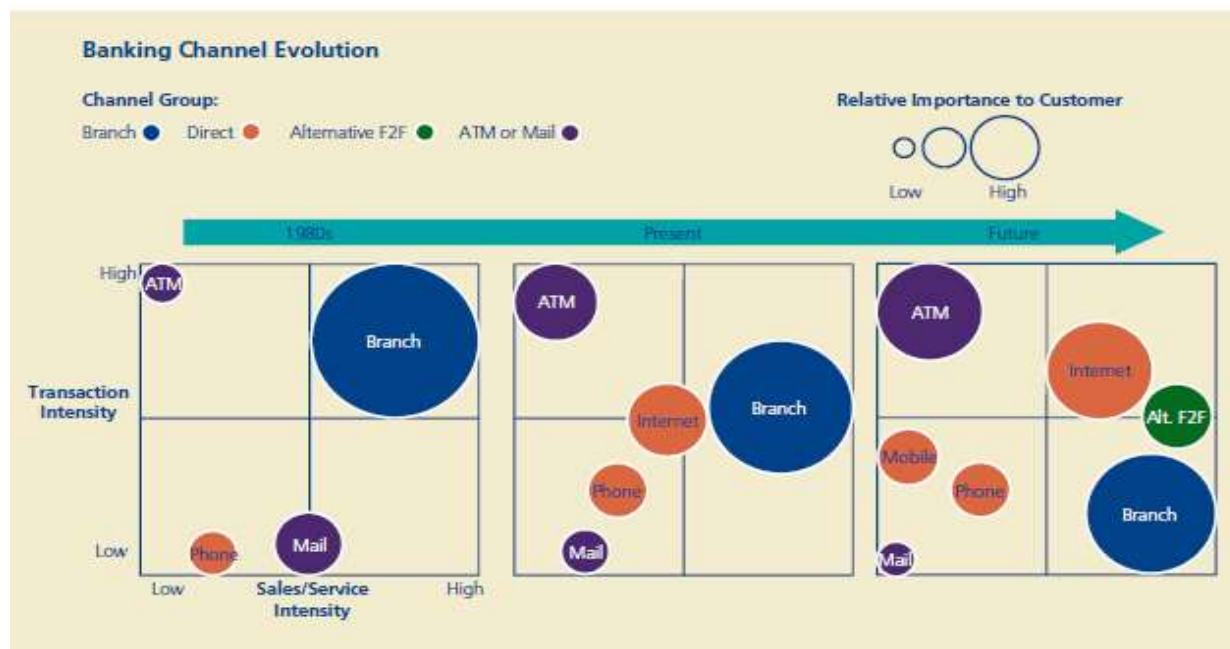 Banking Channel Evolution
Channel Group:
Branch Direct Alternative F2F ATM or Mail
Relative Importance to Customer
Low High
1980s Present Future
High
Low
Transaction
Intensity
Low Sales/Service High
Intensity
ATM
Branch
Phone
Mail
ATM
Internet
Branch
Phone
Mail
ATM
Internet
Alt. F2F
Mobile
Phone
Branch
Mail